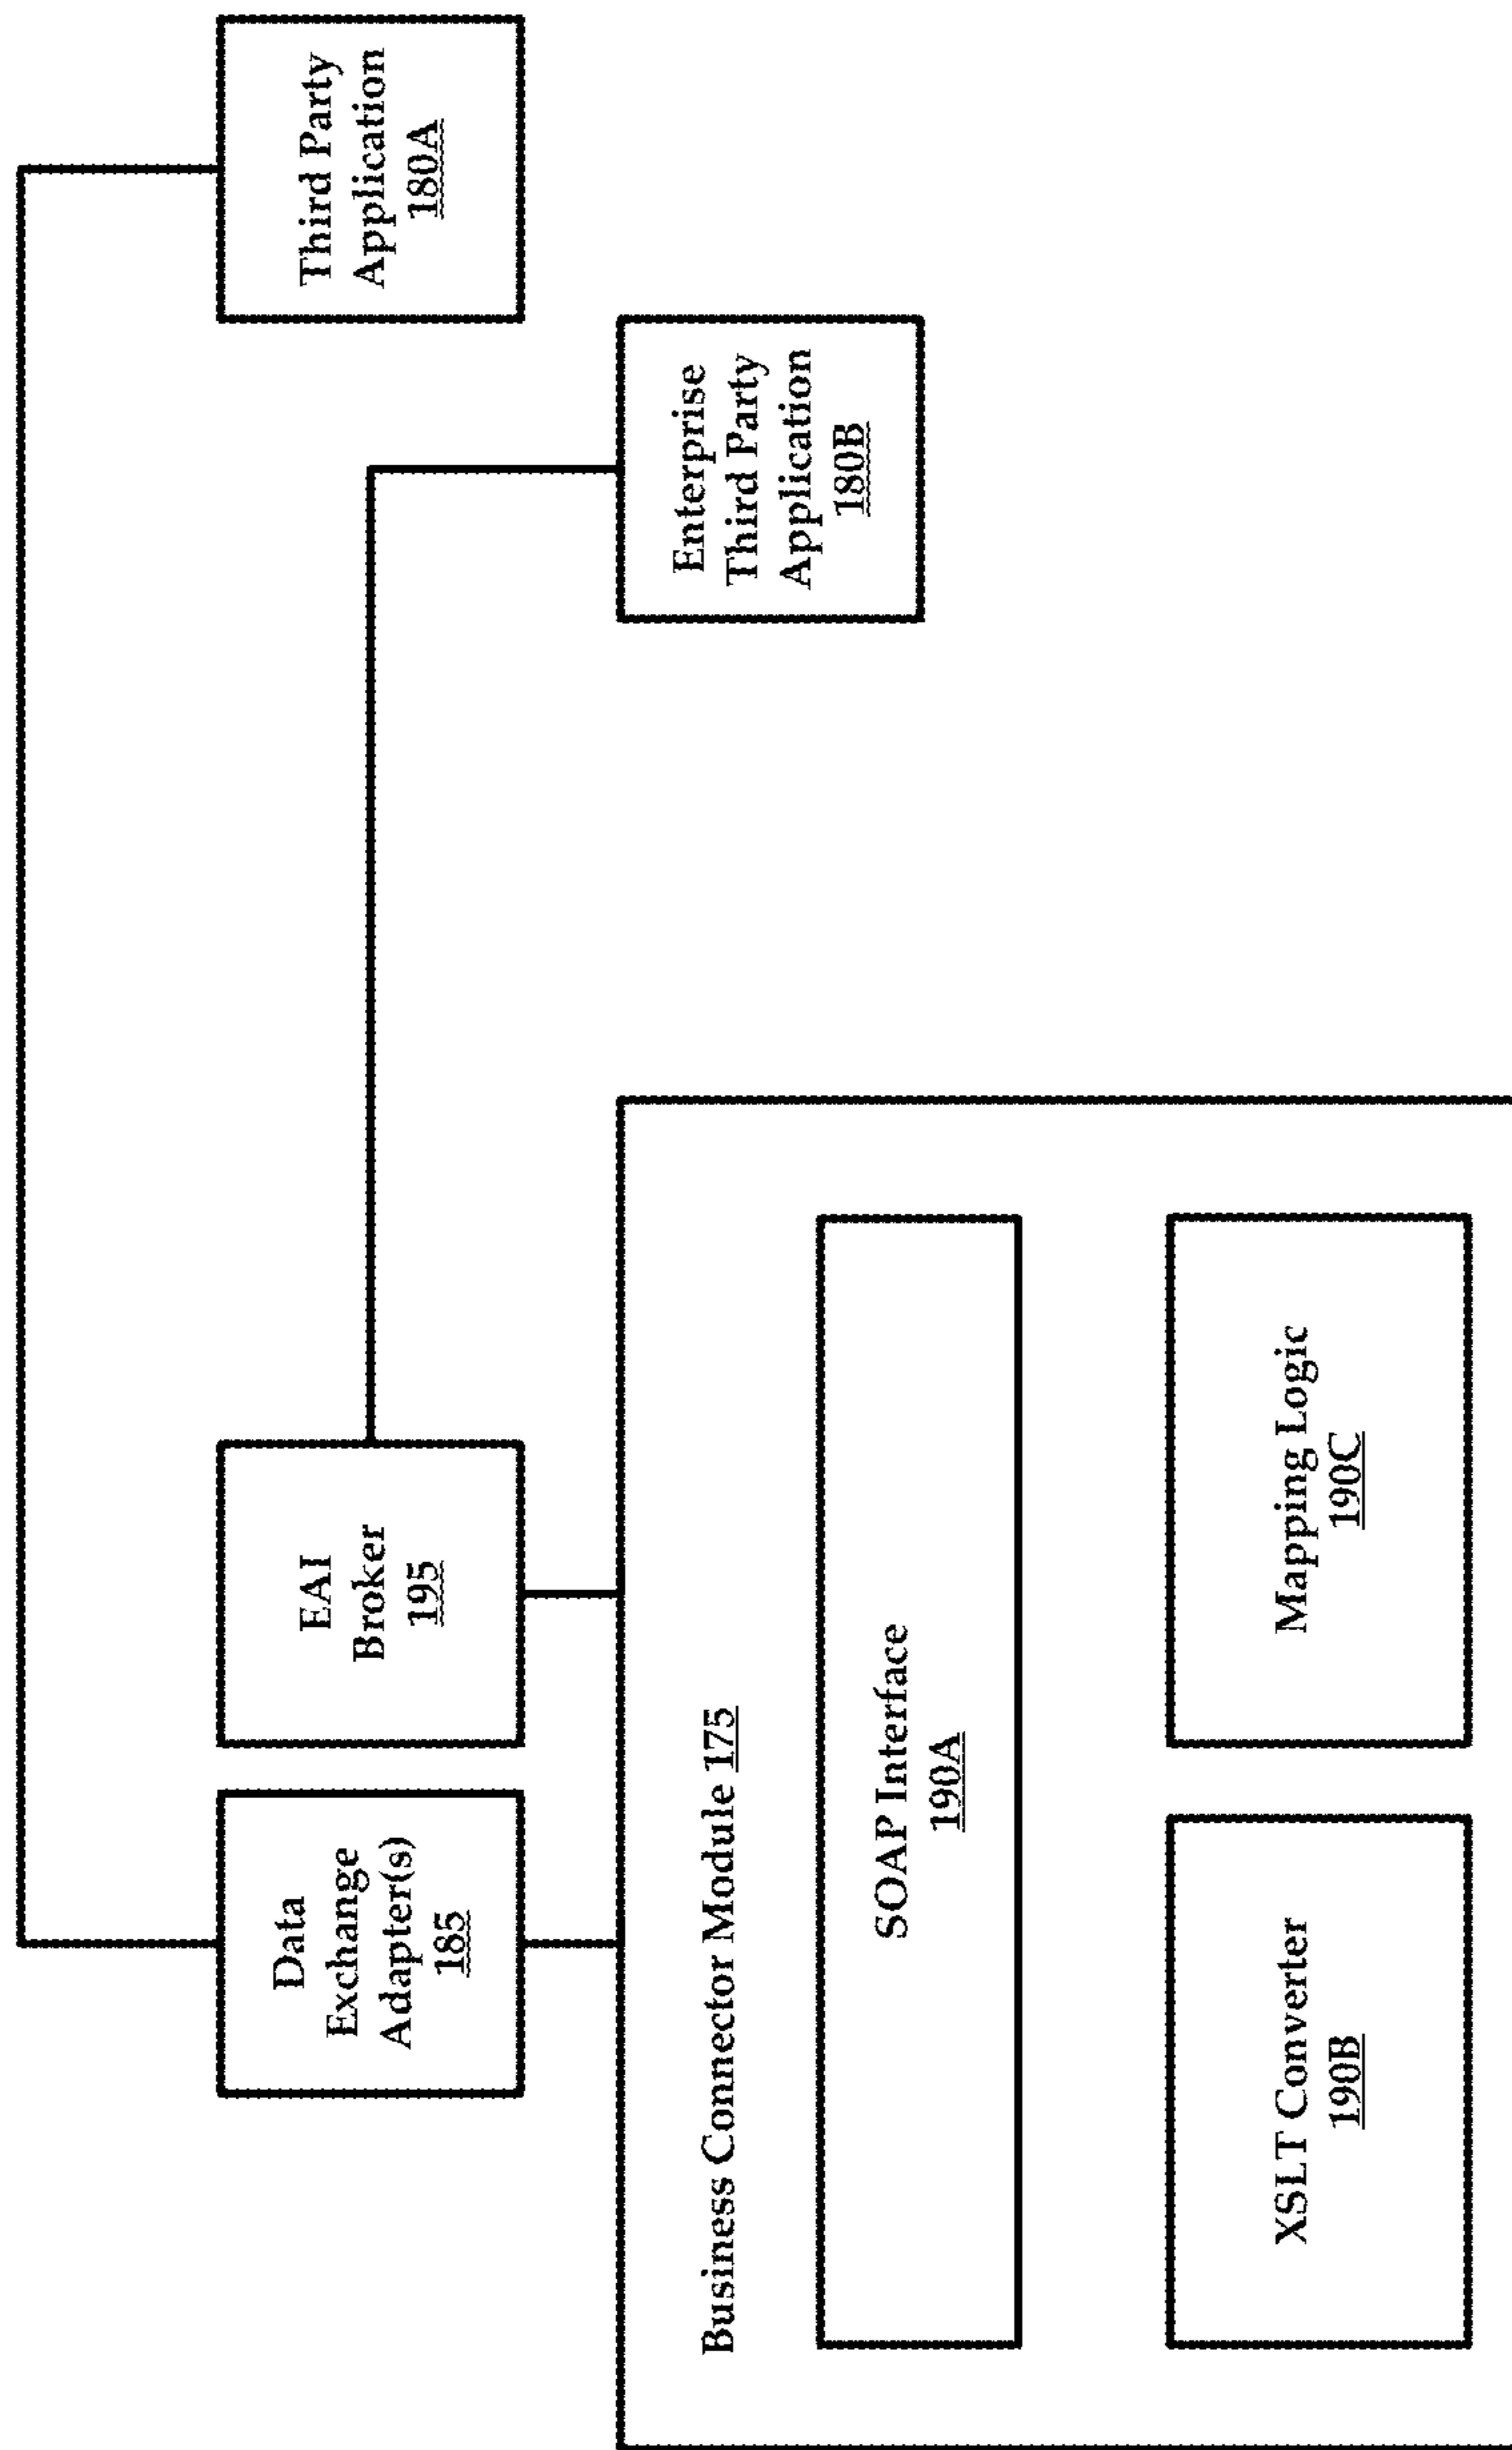 Data
Exchange
Adapter(s)
185
EAI
Broker
195
Third Party
Application
180A
Enterprise
Third Party
Application
180B
Business Connector Module 175
SOAP Interface
190A
XSLT Converter
190B
Mapping Logic
190C